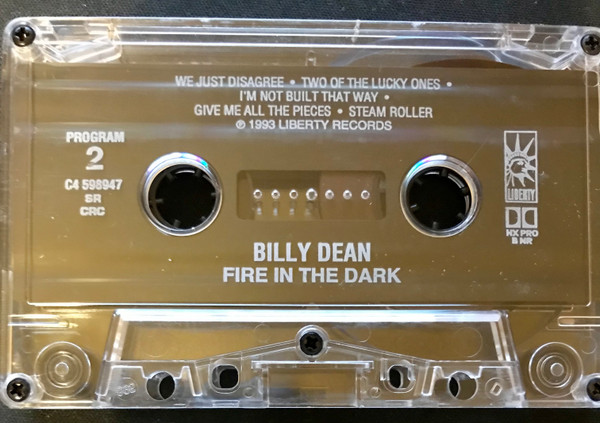 WE JUST DISAGREE • TWO OF THE LUCKY ONES •
I'M NOT BUILT THAT WAY •
GIVE ME ALL THE PIECES • STEAM ROLLER
℗ 1993 LIBERTY RECORDS
PROGRAM
2
C4 598947
SR
CRC
LIBERTY
HX PRO
B NR
BILLY DEAN
FIRE IN THE DARK